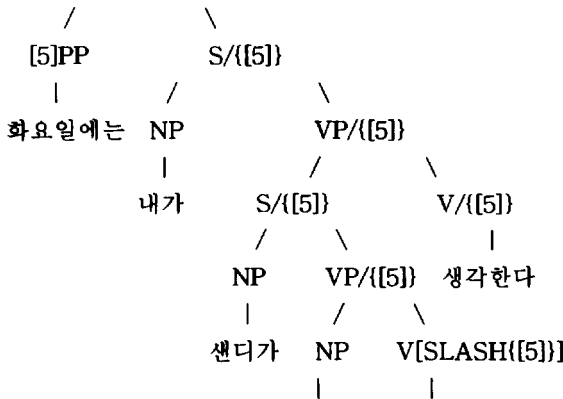 / \
[5]PP S/{[5]}
| / \
화요일에는 NP VP/{[5]}
| / \
내가 S/{[5]} V/{[5]}
/ \ |
NP VP/{[5]} 생각한다
| / \
샌디가 NP V[SLASH{[5]}]
| |